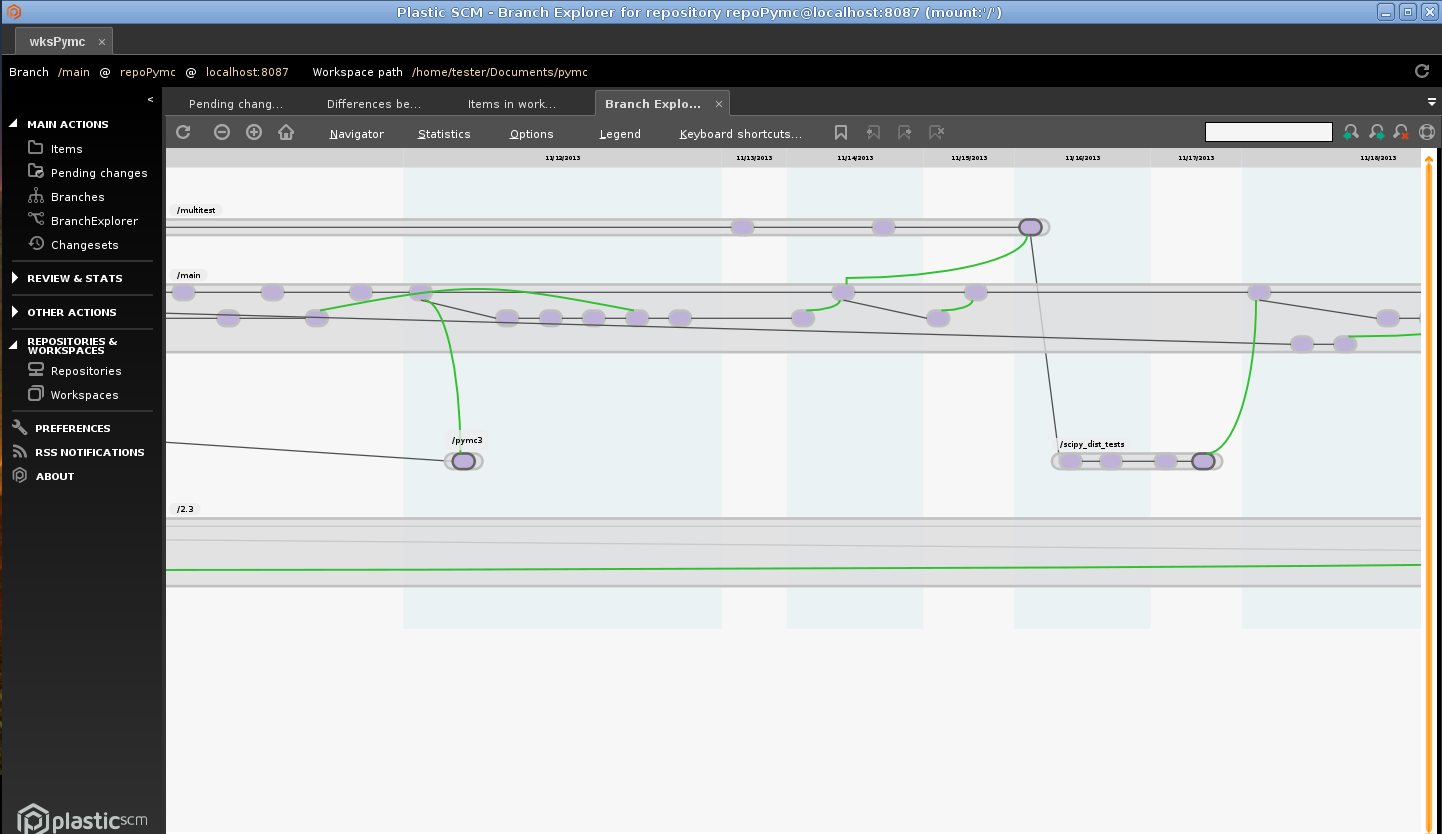 Plastic SCM - Branch Explorer for repository repoPymc@localhost:8087 (mount:'/')
wksPymc ×
Branch /main @ repoPymc @ localhost:8087 Workspace path /home/tester/Documents/pymc
<
MAIN ACTIONS
Items
Pending changes
Branches
BranchExplorer
Changesets
REVIEW & STATS
OTHER ACTIONS
REPOSITORIES &
WORKSPACES
Repositories
Workspaces
PREFERENCES
RSS NOTIFICATIONS
ABOUT
plasticscm
Pending chang... Differences be... Items in work... Branch Explo... ×
Navigator Statistics Options Legend Keyboard shortcuts...
11/12/2013 11/13/2013 11/14/2013 11/15/2013 11/16/2013 11/17/2013 11/18/2013
/multitest
/main
/pymc3
/scipy_dist_tests
/2.3